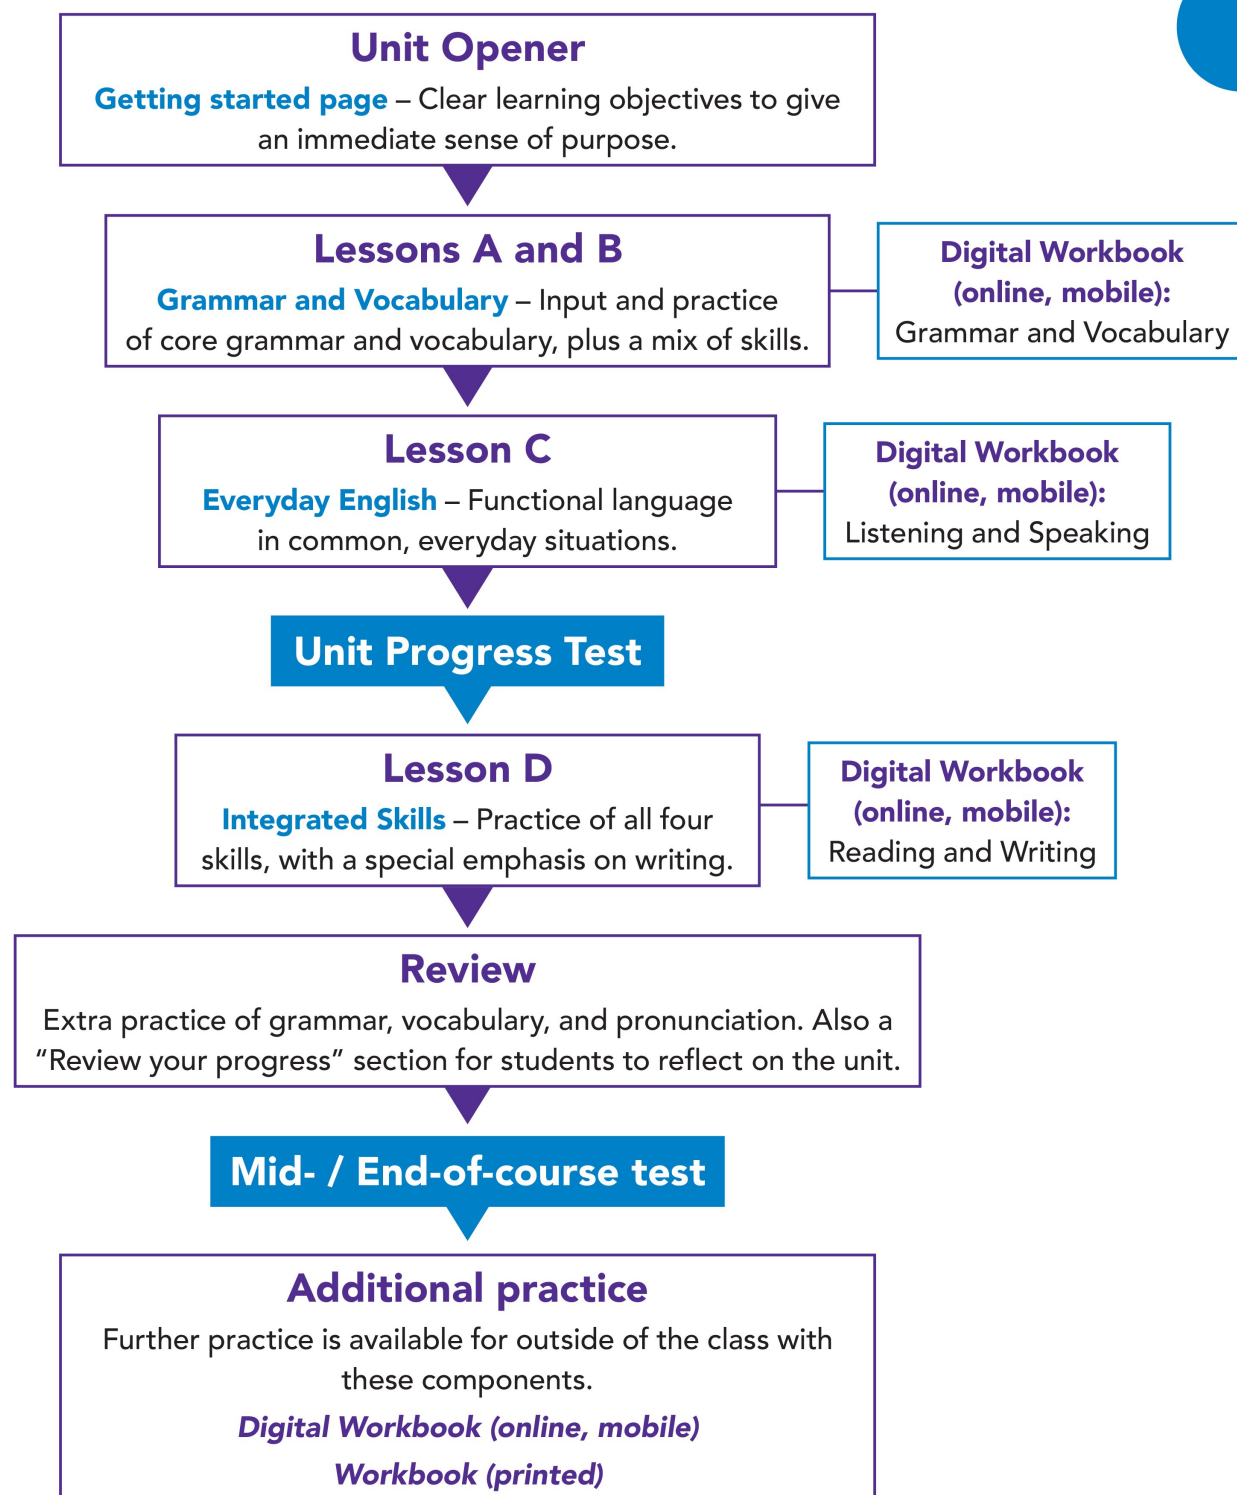 Unit Opener
Getting started page – Clear learning objectives to give
an immediate sense of purpose.
Lessons A and B
Grammar and Vocabulary – Input and practice
of core grammar and vocabulary, plus a mix of skills.
Digital Workbook
(online, mobile):
Grammar and Vocabulary
Lesson C
Everyday English – Functional language
in common, everyday situations.
Digital Workbook
(online, mobile):
Listening and Speaking
Unit Progress Test
Lesson D
Integrated Skills – Practice of all four
skills, with a special emphasis on writing.
Digital Workbook
(online, mobile):
Reading and Writing
Review
Extra practice of grammar, vocabulary, and pronunciation. Also a
“Review your progress” section for students to reflect on the unit.
Mid- / End-of-course test
Additional practice
Further practice is available for outside of the class with
these components.
Digital Workbook (online, mobile)
Workbook (printed)